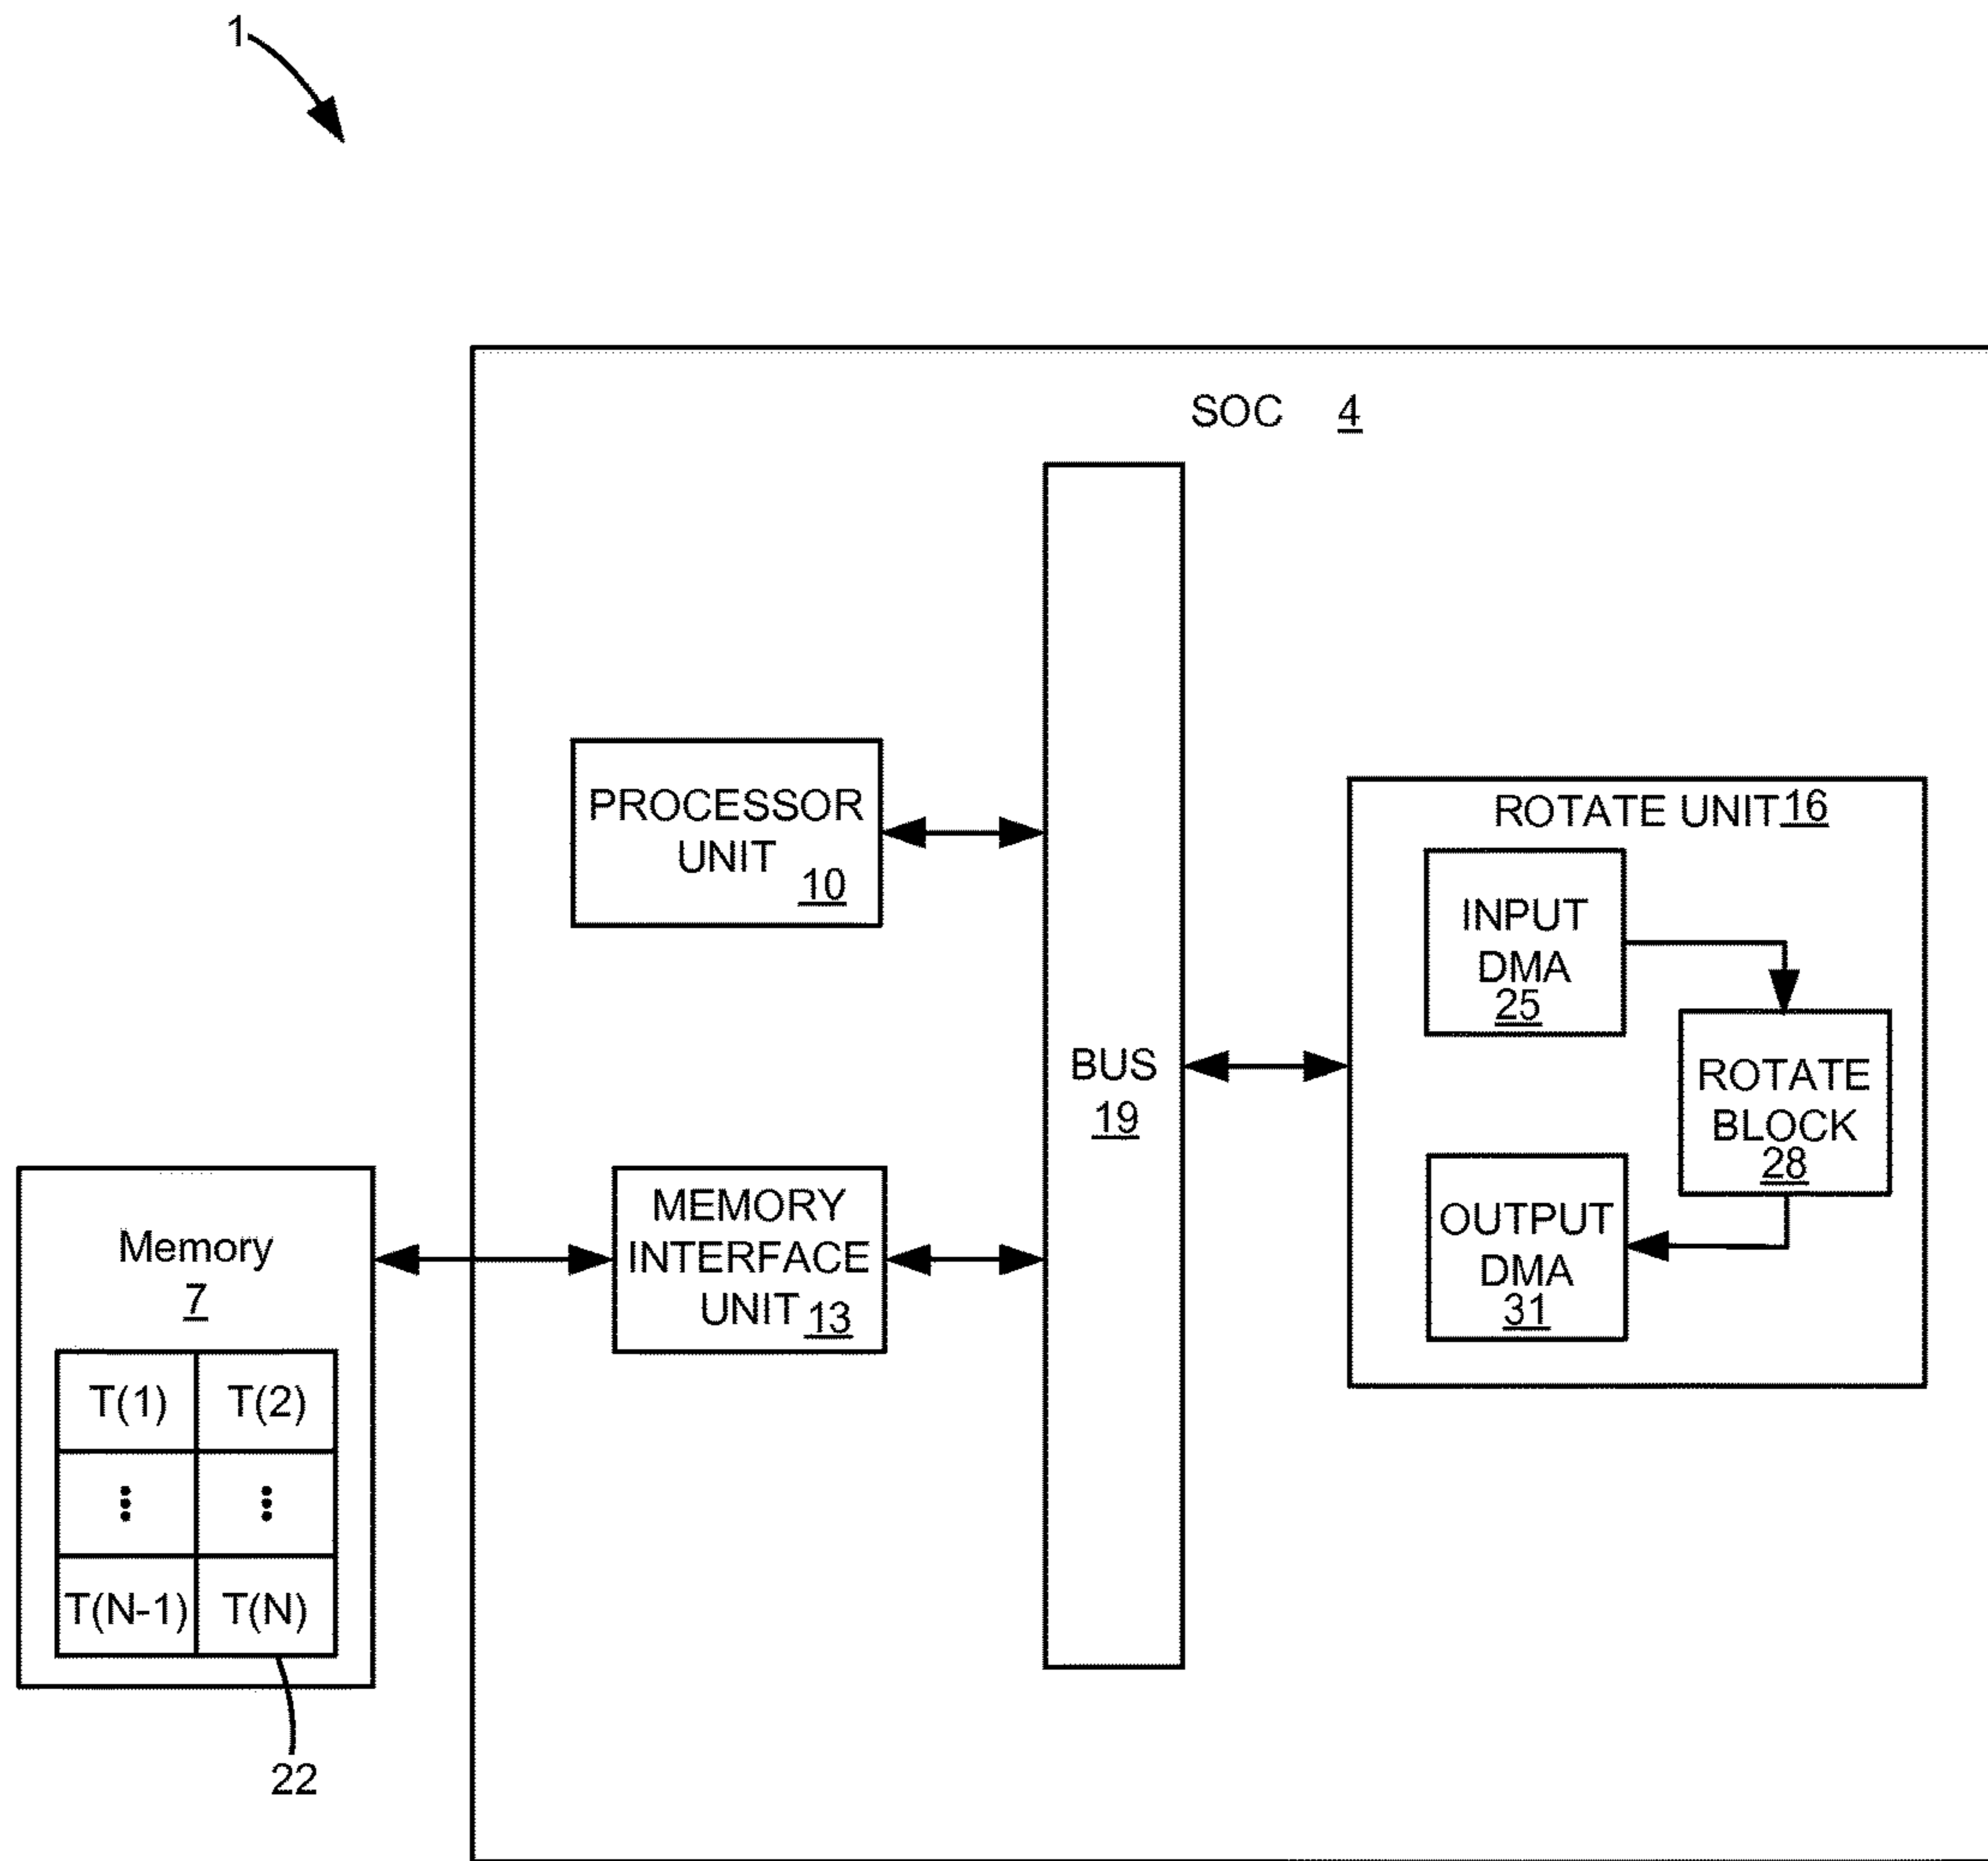 1
SOC 4
PROCESSOR
UNIT
10
ROTATE UNIT 16
INPUT
DMA
25
BUS
19
ROTATE
BLOCK
28
Memory
7
MEMORY
INTERFACE
UNIT 13
OUTPUT
DMA
31
T(1) T(2)
⋮ ⋮
T(N-1) T(N)
22